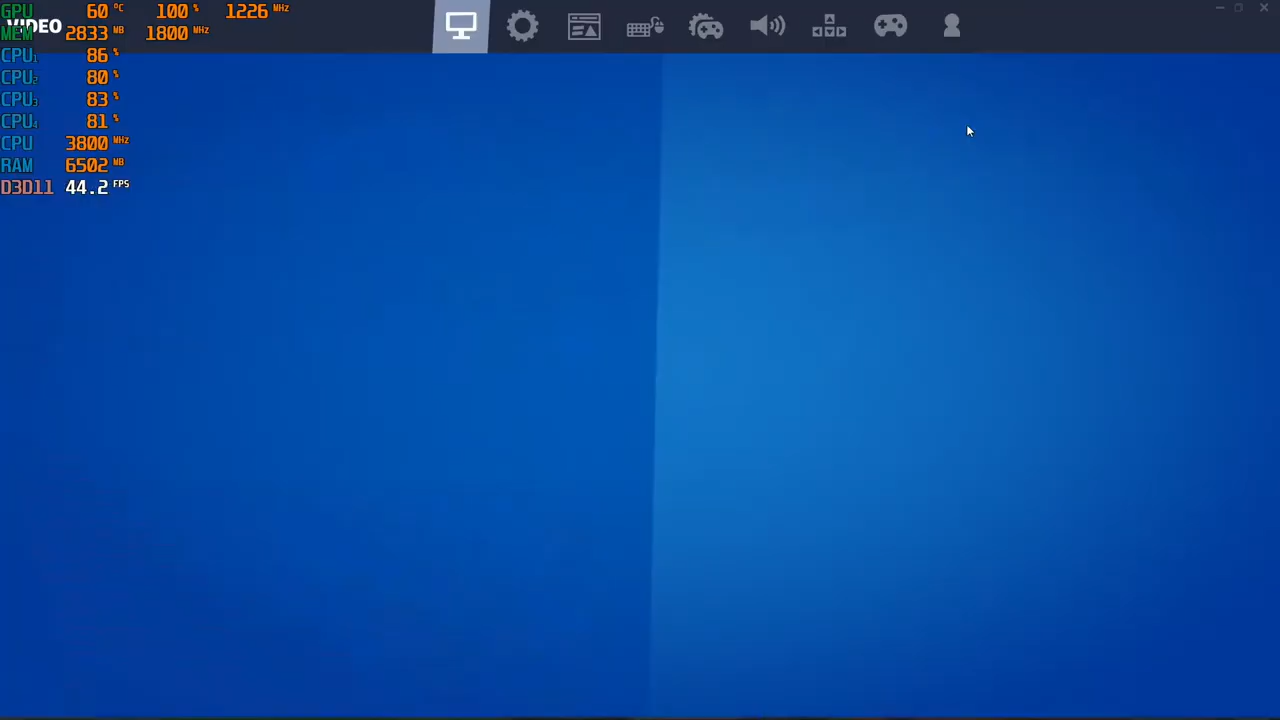 GPU 60 °C 100 % 1226 MHz
VIDEO
MEM 2833 MB 1800 MHz
CPU1 86 %
CPU2 80 %
CPU3 83 %
CPU4 81 %
CPU 3800 MHz
RAM 6502 MB
D3D11 44.2 FPS